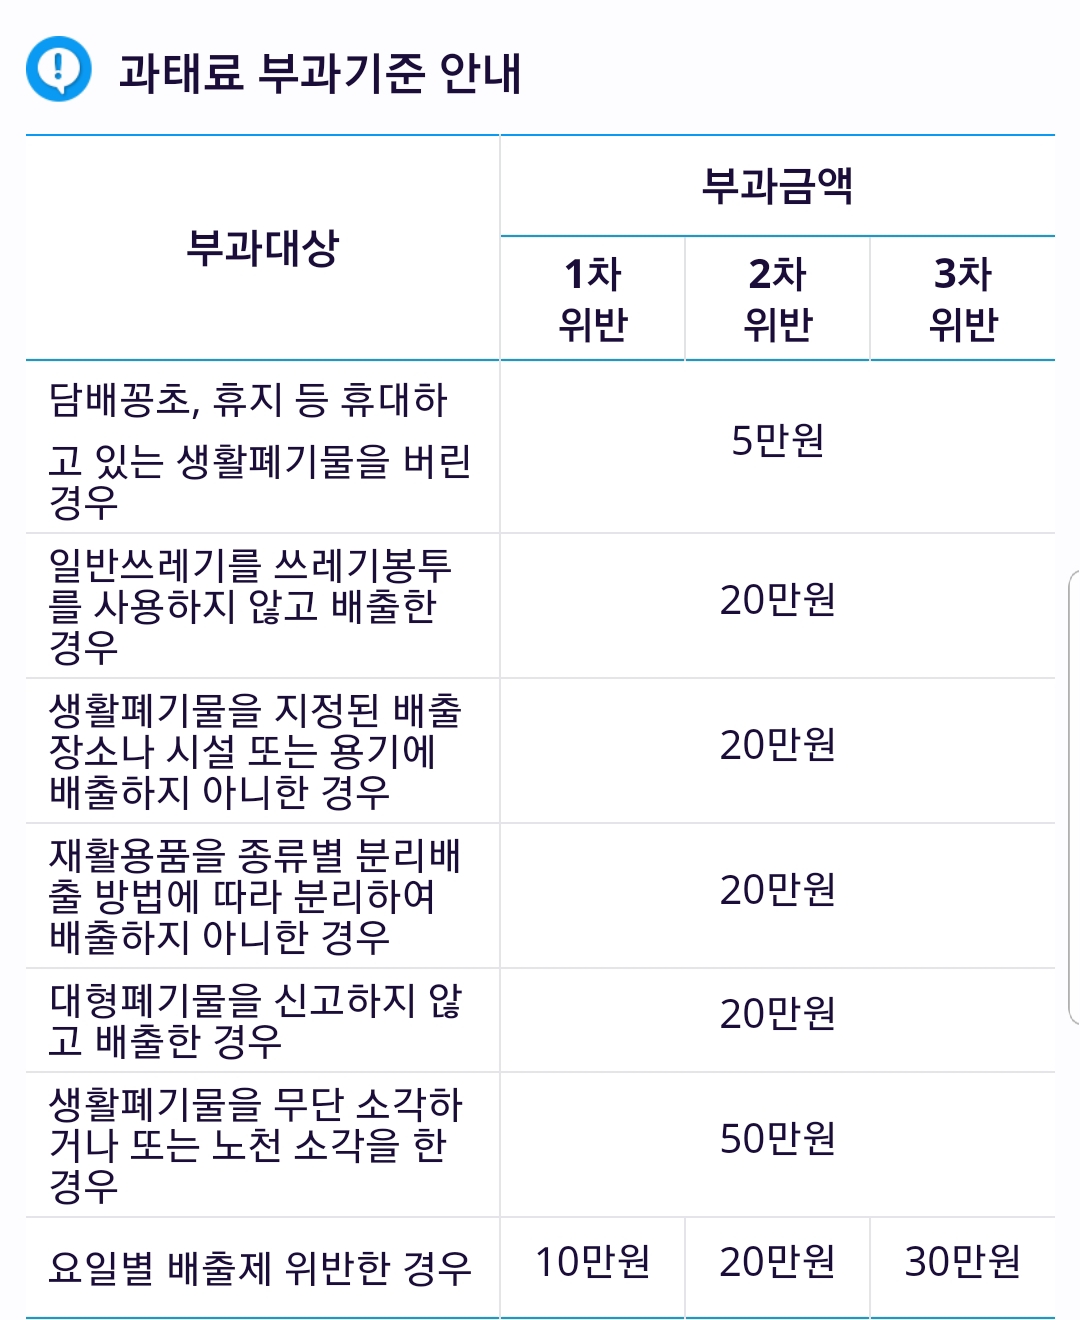 과태료 부과기준 안내
부과대상
부과금액
1차
위반
2차
위반
3차
위반
담배꽁초, 휴지 등 휴대하
고 있는 생활폐기물을 버린
경우
5만원
일반쓰레기를 쓰레기봉투
를 사용하지 않고 배출한
경우
20만원
생활폐기물을 지정된 배출
장소나 시설 또는 용기에
배출하지 아니한 경우
20만원
재활용품을 종류별 분리배
출 방법에 따라 분리하여
배출하지 아니한 경우
20만원
대형폐기물을 신고하지 않
고 배출한 경우
20만원
생활폐기물을 무단 소각하
거나 또는 노천 소각을 한
경우
50만원
요일별 배출제 위반한 경우
10만원
20만원
30만원